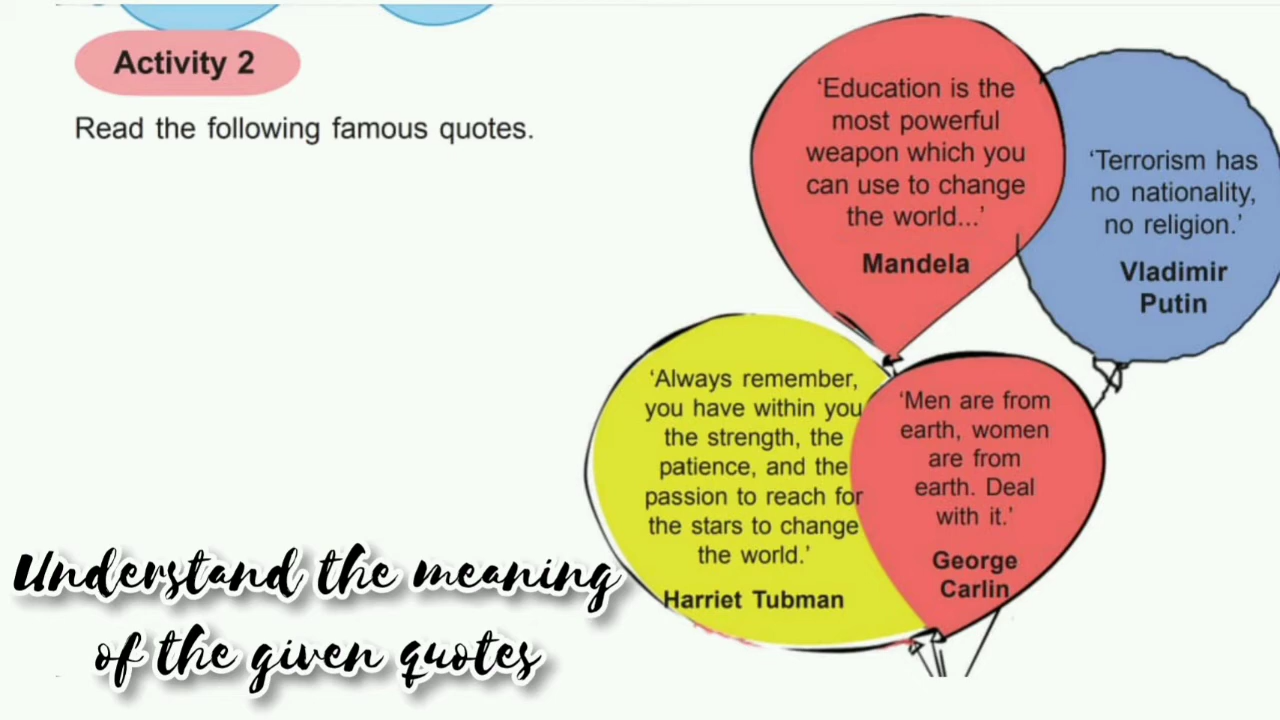 Activity 2
Read the following famous quotes.
‘Education is the
most powerful
weapon which you
can use to change
the world...’
Mandela
‘Terrorism has
no nationality,
no religion.’
Vladimir
Putin
‘Always remember,
you have within you
the strength, the
patience, and the
passion to reach for
the stars to change
the world.’
Harriet Tubman
‘Men are from
earth, women
are from
earth. Deal
with it.’
George
Carlin
Understand the meaning
of the given quotes